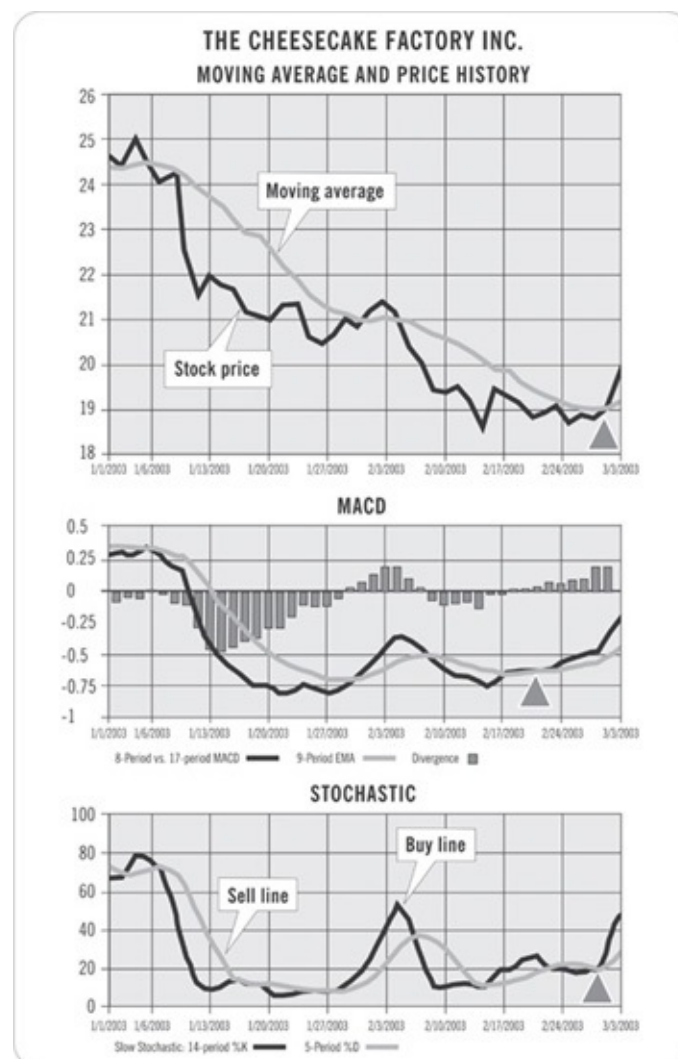 THE CHEESECAKE FACTORY INC.
MOVING AVERAGE AND PRICE HISTORY
26
25
24
23
22
21
20
19
18
Moving average
Stock price
1/1/2003 1/6/2003 1/13/2003 1/20/2003 1/27/2003 2/3/2003 2/10/2003 2/17/2003 2/24/2003 3/3/2003
MACD
0.5
0.25
0
-0.25
-0.5
-0.75
-1
1/1/2003 1/6/2003 1/13/2003 1/20/2003 1/27/2003 2/3/2003 2/10/2003 2/17/2003 2/24/2003 3/3/2003
8-Period vs. 17-period MACD 9-Period EMA Divergence
STOCHASTIC
100
80
60
40
20
0
Buy line
Sell line
1/1/2003 1/6/2003 1/13/2003 1/20/2003 1/27/2003 2/3/2003 2/10/2003 2/17/2003 2/24/2003 3/3/2003
Slow Stochastic: 14-period %K 5-Period %D